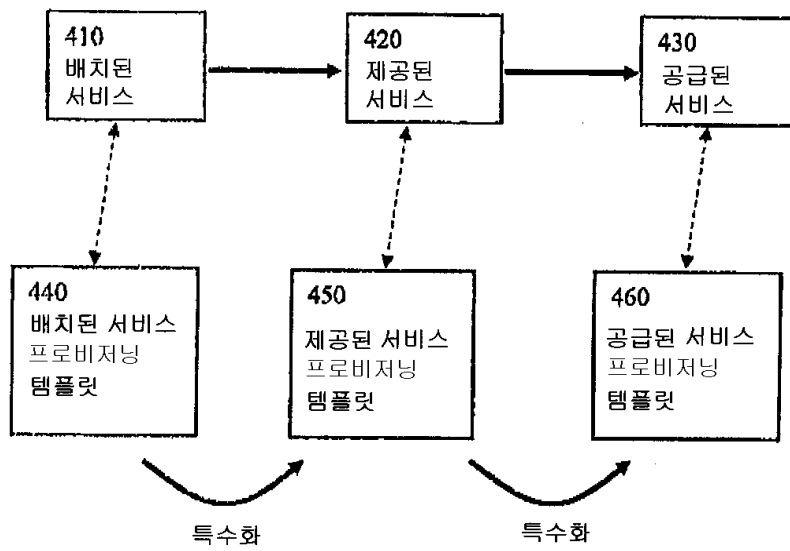 410
배치된
서비스
420
제공된
서비스
430
공급된
서비스
440
배치된 서비스
프로비저닝
템플릿
450
제공된 서비스
프로비저닝
템플릿
460
공급된 서비스
프로비저닝
템플릿
특수화
특수화